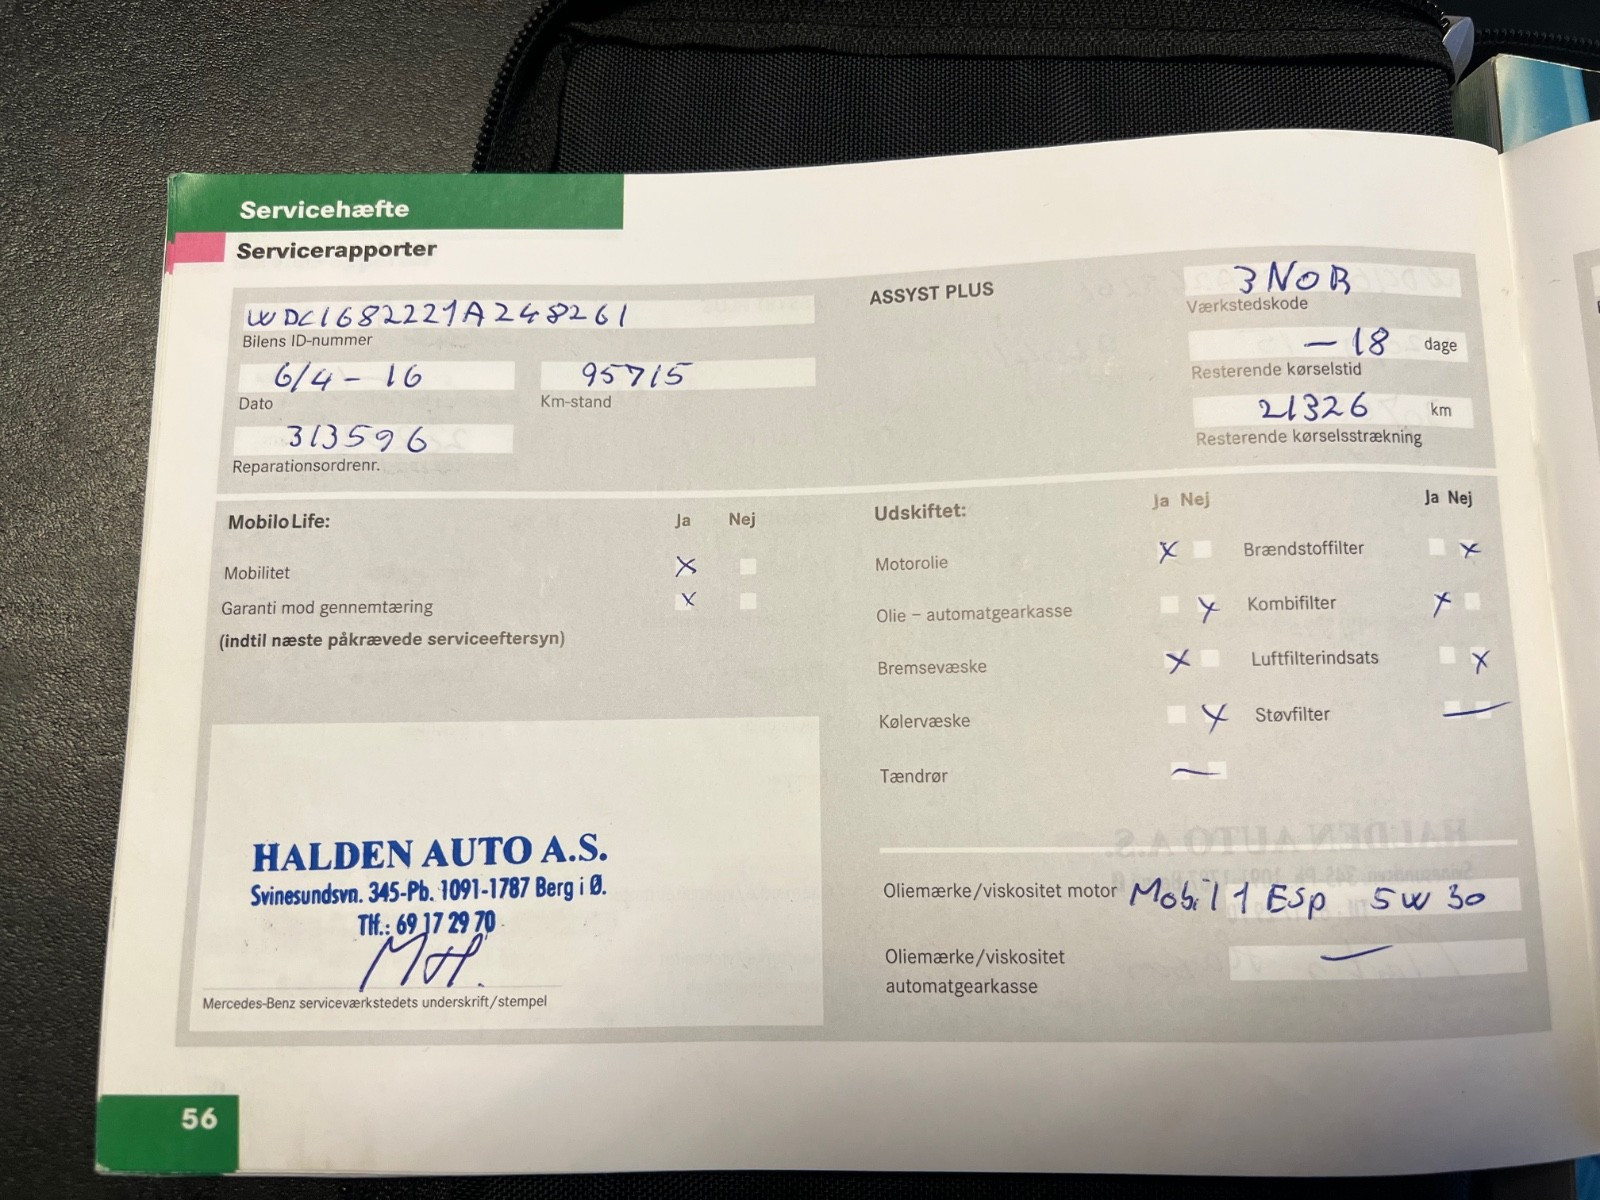 Servicehæfte
Servicerapporter
WDC1682221A248261
Bilens ID-nummer
6/4 - 16
Dato
95715
Km-stand
313596
Reparationsordrenr.
ASSYST PLUS
3NOB
Værkstedskode
- 18 dage
Resterende kørselstid
21326 km
Resterende kørselsstrækning
MobiloLife: Ja Nej
Mobilitet X
Garanti mod gennemtæring X
(indtil næste påkrævede serviceeftersyn)
Udskiftet: Ja Nej Ja Nej
Motorolie X Brændstoffilter X
Olie – automatgearkasse X Kombifilter X
Bremsevæske X Luftfilterindsats X
Kølervæske X Støvfilter —
Tændrør —
HALDEN AUTO A.S.
Svinesundsvn. 345-Pb. 1091-1787 Berg i Ø.
Tlf.: 69 17 29 70
Mercedes-Benz serviceværkstedets underskrift/stempel
Oliemærke/viskositet motor Mobil 1 ESP 5W 30
Oliemærke/viskositet —
automatgearkasse
56